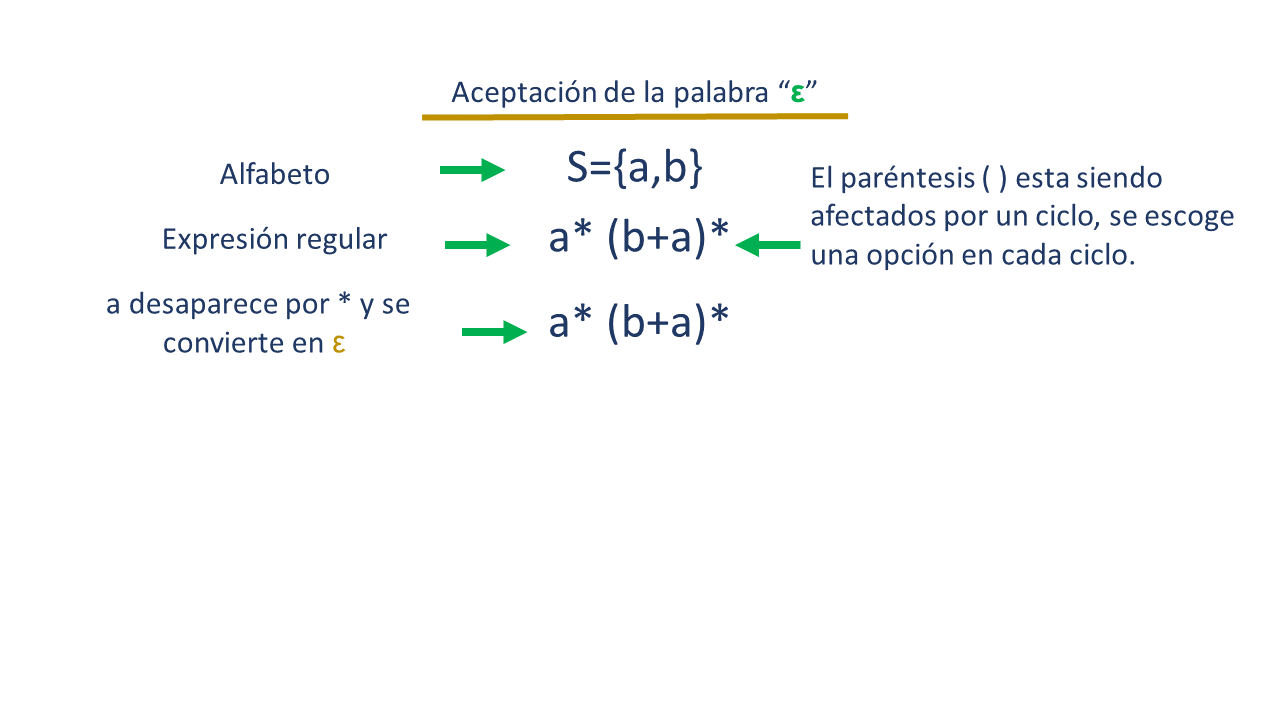 Aceptación de la palabra “ε”
Alfabeto
S={a,b}
El paréntesis ( ) esta siendo
afectados por un ciclo, se escoge
una opción en cada ciclo.
Expresión regular
a* (b+a)*
a desaparece por * y se
convierte en ε
a* (b+a)*